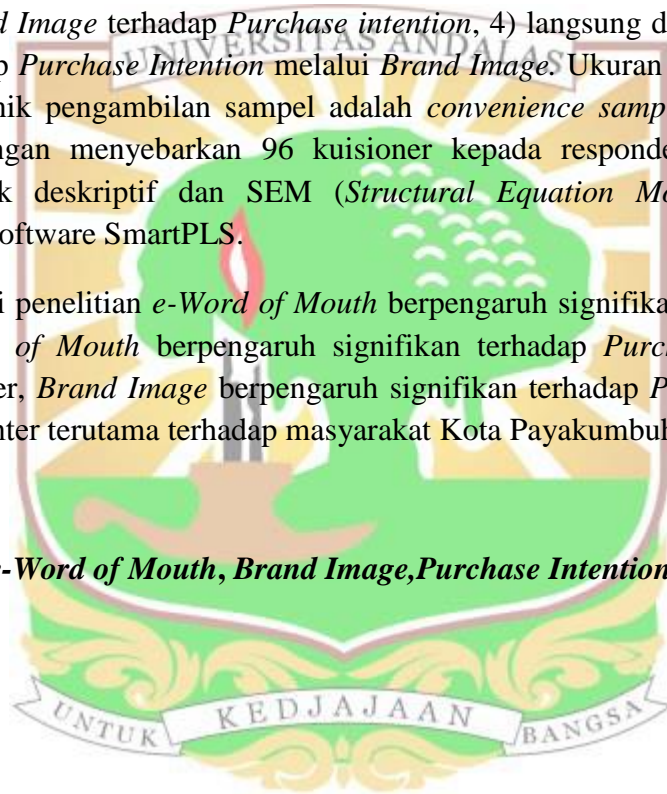 d Image terhadap Purchase intention, 4) langsung d
UNIVERSITAS ANDALAS
p Purchase Intention melalui Brand Image. Ukuran
nik pengambilan sampel adalah convenience samp
ngan menyebarkan 96 kuisioner kepada responde
k deskriptif dan SEM (Structural Equation Mo
oftware SmartPLS.
i penelitian e-Word of Mouth berpengaruh signifika
of Mouth berpengaruh signifikan terhadap Purch
er, Brand Image berpengaruh signifikan terhadap P
nter terutama terhadap masyarakat Kota Payakumbuh
-Word of Mouth, Brand Image,Purchase Intention
UNTUK KEDJAJAAN BANGSA